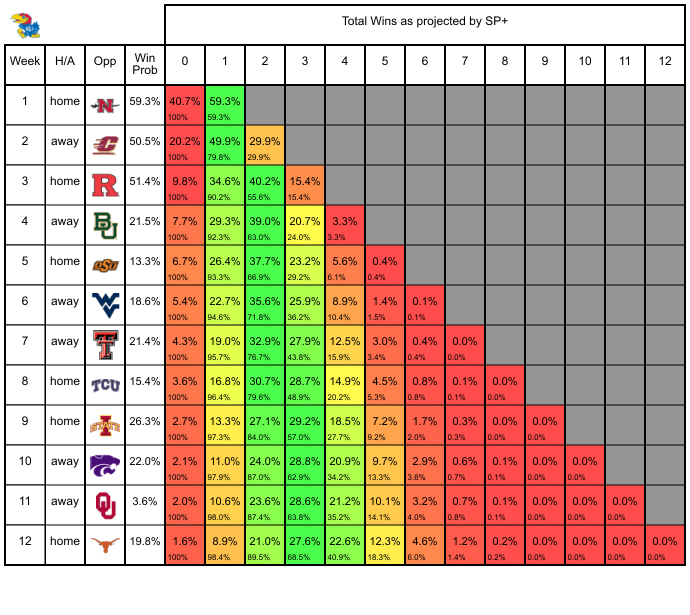 KU
Total Wins as projected by SP+
Week H/A Opp Win Prob 0 1 2 3 4 5 6 7 8 9 10 11 12
1 home N 59.3% 40.7% 59.3%
100% 59.3%
2 away C 50.5% 20.2% 49.9% 29.9%
100% 79.8% 29.9%
3 home R 51.4% 9.8% 34.6% 40.2% 15.4%
100% 90.2% 55.6% 15.4%
4 away BU 21.5% 7.7% 29.3% 39.0% 20.7% 3.3%
100% 92.3% 63.0% 24.0% 3.3%
5 home OSU 13.3% 6.7% 26.4% 37.7% 23.2% 5.6% 0.4%
100% 93.3% 66.9% 29.2% 6.1% 0.4%
6 away WV 18.6% 5.4% 22.7% 35.6% 25.9% 8.9% 1.4% 0.1%
100% 94.6% 71.8% 36.2% 10.4% 1.5% 0.1%
7 away T 21.4% 4.3% 19.0% 32.9% 27.9% 12.5% 3.0% 0.4% 0.0%
100% 95.7% 76.7% 43.8% 15.9% 3.4% 0.4% 0.0%
8 home TCU 15.4% 3.6% 16.8% 30.7% 28.7% 14.9% 4.5% 0.8% 0.1% 0.0%
100% 96.4% 79.6% 48.9% 20.2% 5.3% 0.8% 0.1% 0.0%
9 home I STATE 26.3% 2.7% 13.3% 27.1% 29.2% 18.5% 7.2% 1.7% 0.3% 0.0% 0.0%
100% 97.3% 84.0% 57.0% 27.7% 9.2% 2.0% 0.3% 0.0% 0.0%
10 away 22.0% 2.1% 11.0% 24.0% 28.8% 20.9% 9.7% 2.9% 0.6% 0.1% 0.0% 0.0%
100% 97.9% 87.0% 62.9% 34.2% 13.3% 3.6% 0.7% 0.1% 0.0% 0.0%
11 away OU 3.6% 2.0% 10.6% 23.6% 28.6% 21.2% 10.1% 3.2% 0.7% 0.1% 0.0% 0.0% 0.0%
100% 98.0% 87.4% 63.8% 35.2% 14.1% 4.0% 0.8% 0.1% 0.0% 0.0% 0.0%
12 home 19.8% 1.6% 8.9% 21.0% 27.6% 22.6% 12.3% 4.6% 1.2% 0.2% 0.0% 0.0% 0.0% 0.0%
100% 98.4% 89.5% 68.5% 40.9% 18.3% 6.0% 1.4% 0.2% 0.0% 0.0% 0.0% 0.0%